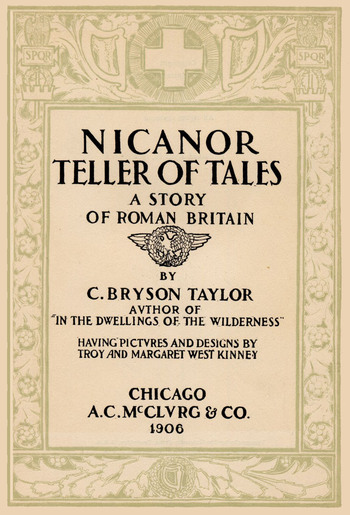 SPQR SPQR
NICANOR
TELLER OF TALES
A STORY
OF ROMAN BRITAIN
BY
C. BRYSON TAYLOR
AVTHOR OF
"IN THE DWELLINGS OF THE WILDERNESS"
HAVING PICTVRES AND DESIGNS BY
TROY AND MARGARET WEST KINNEY
CHICAGO
A.C. McCLVRG & CO.
1906